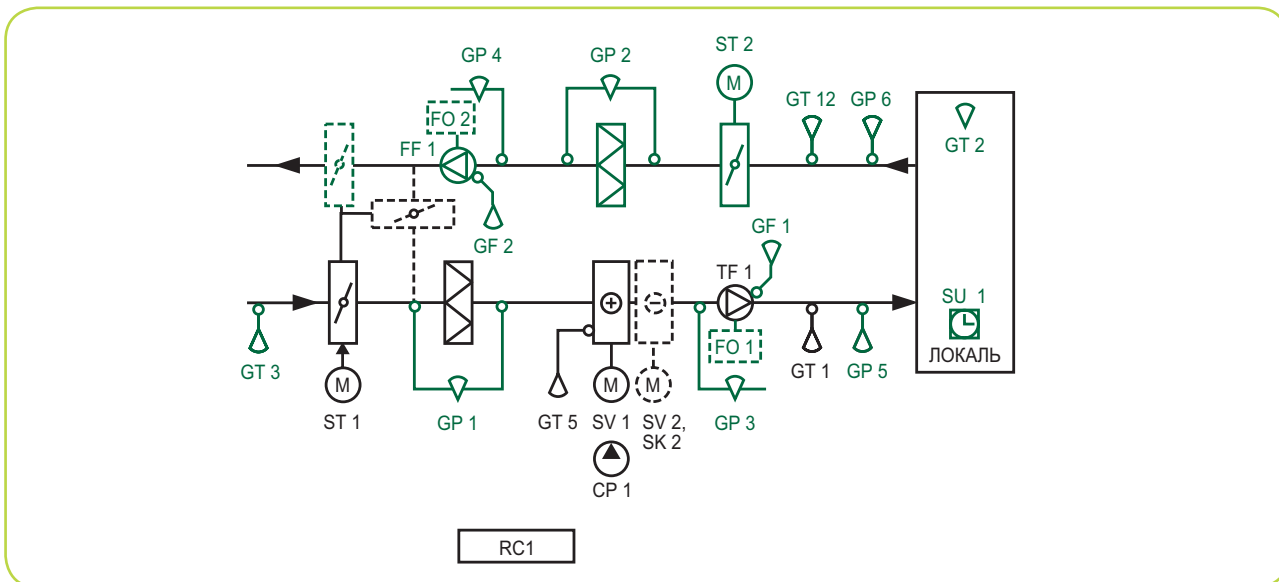 GP 4
GP 2
ST 2
M
GT 12
GP 6
FO 2
FF 1
GT 2
GF 2
GF 1
TF 1
SU 1
ЛОКАЛЬ
FO 1
GT 3
M
ST 1
GP 1
GT 5
M
SV 1
M
SV 2,
SK 2
GP 3
GT 1
GP 5
CP 1
RC1